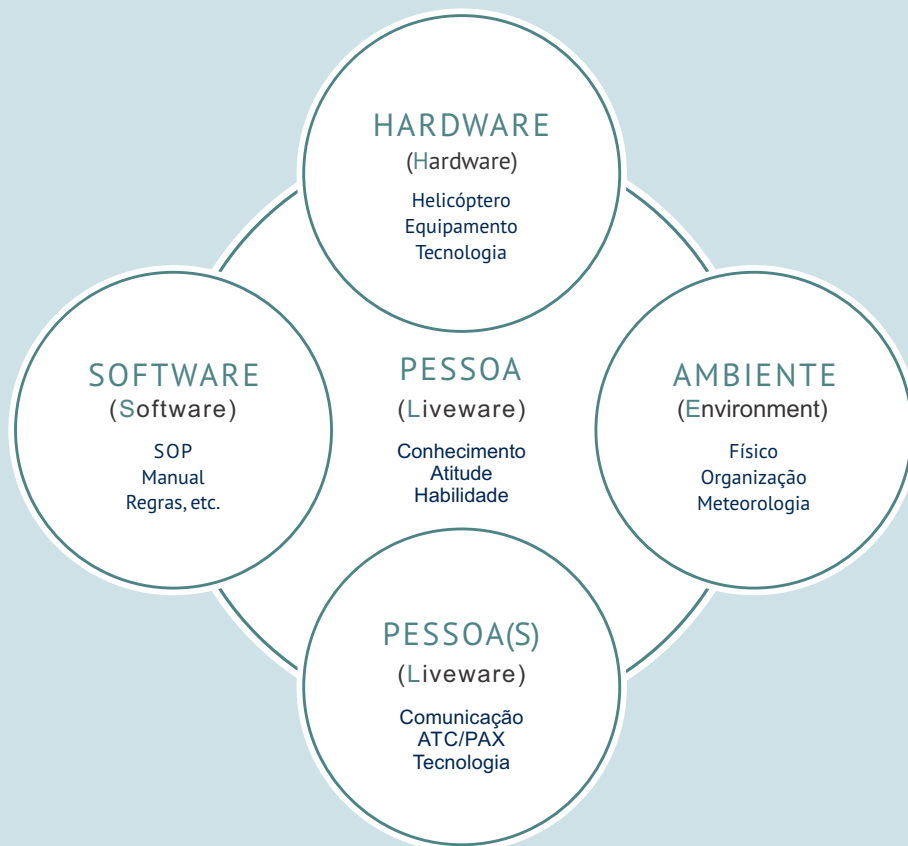 HARDWARE
(Hardware)
Helicóptero
Equipamento
Tecnologia
SOFTWARE
(Software)
SOP
Manual
Regras, etc.
PESSOA
(Liveware)
Conhecimento
Atitude
Habilidade
AMBIENTE
(Environment)
Físico
Organização
Meteorologia
PESSOA(S)
(Liveware)
Comunicação
ATC/PAX
Tecnologia